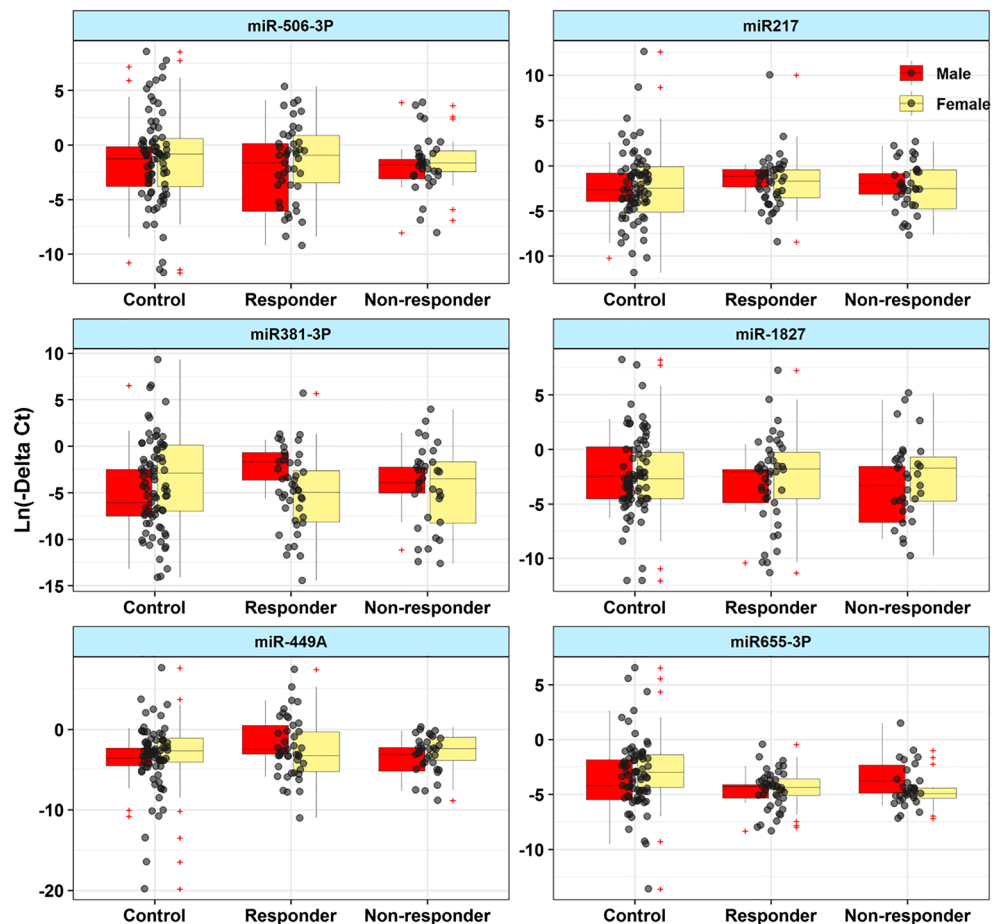 miR-506-3P
5
0
-5
-10
Control Responder Non-responder
miR217
10
5
0
-5
-10
Male
Female
Control Responder Non-responder
Ln(-Delta Ct)
miR381-3P
10
5
0
-5
-10
-15
Control Responder Non-responder
miR-1827
5
0
-5
-10
Control Responder Non-responder
miR-449A
0
-10
-20
Control Responder Non-responder
miR655-3P
5
0
-5
-10
Control Responder Non-responder